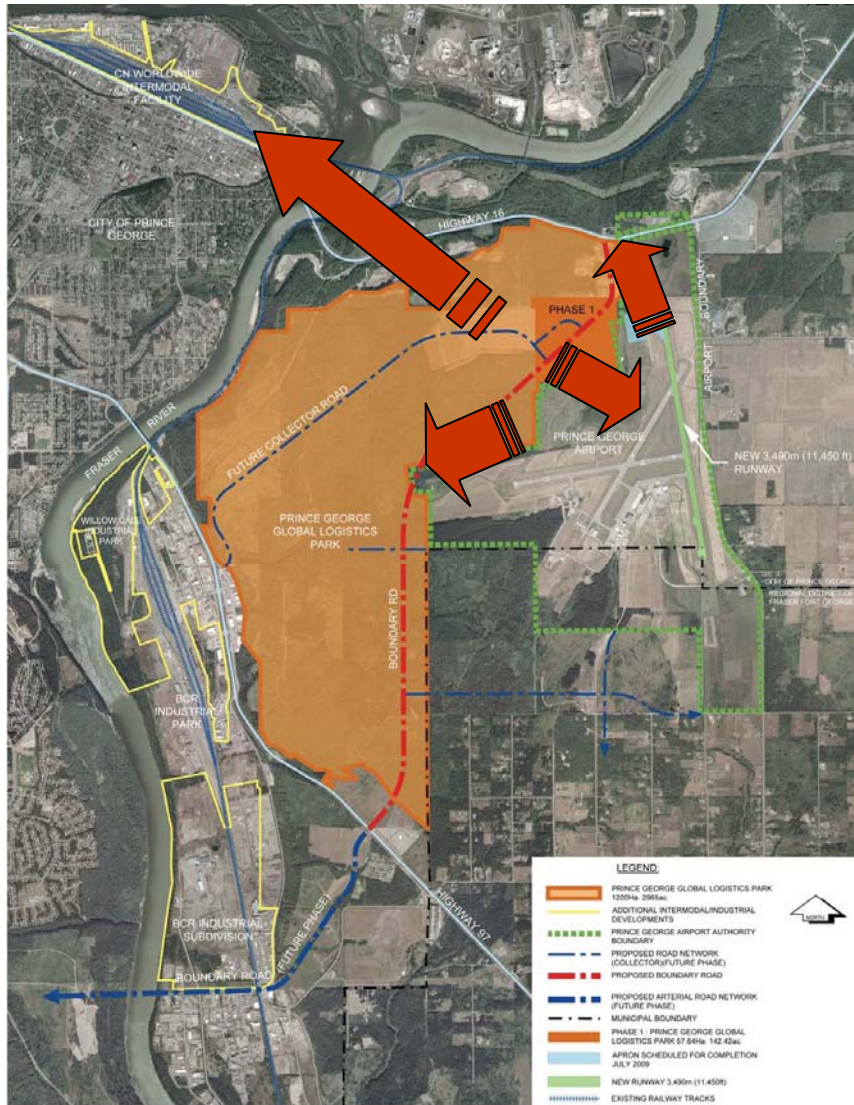 CN WORLDWIDE
INTERMODAL
FACILITY
CITY OF PRINCE
GEORGE
HIGHWAY 16
PHASE 1
AIRPORT BOUNDARY
FUTURE COLLECTOR ROAD
FRASER RIVER
PRINCE GEORGE
AIRPORT
NEW 3,490m (11,450 ft)
RUNWAY
WILLOW CALE
INDUSTRIAL
PARK
PRINCE GEORGE
GLOBAL LOGISTICS
PARK
BOUNDARY RD
CITY OF PRINCE GEORGE
REGIONAL DISTRICT OF
FRASER FORT GEORGE
BCR
INDUSTRIAL
PARK
HIGHWAY 97
BCR INDUSTRIAL
SUBDIVISION
BOUNDARY ROAD (FUTURE PHASE)
LEGEND:
PRINCE GEORGE GLOBAL LOGISTICS PARK
1200Ha. 2965ac.
ADDITIONAL INTERMODAL/INDUSTRIAL
DEVELOPMENTS
PRINCE GEORGE AIRPORT AUTHORITY
BOUNDARY
PROPOSED ROAD NETWORK
(COLLECTOR)(FUTURE PHASE)
PROPOSED BOUNDARY ROAD
PROPOSED ARTERIAL ROAD NETWORK
(FUTURE PHASE)
MUNICIPAL BOUNDARY
PHASE 1 : PRINCE GEORGE GLOBAL
LOGISTICS PARK 57.64Ha. 142.42ac.
APRON SCHEDULED FOR COMPLETION
JULY 2009
NEW RUNWAY 3,490m (11,450ft)
EXISTING RAILWAY TRACKS
NORTH